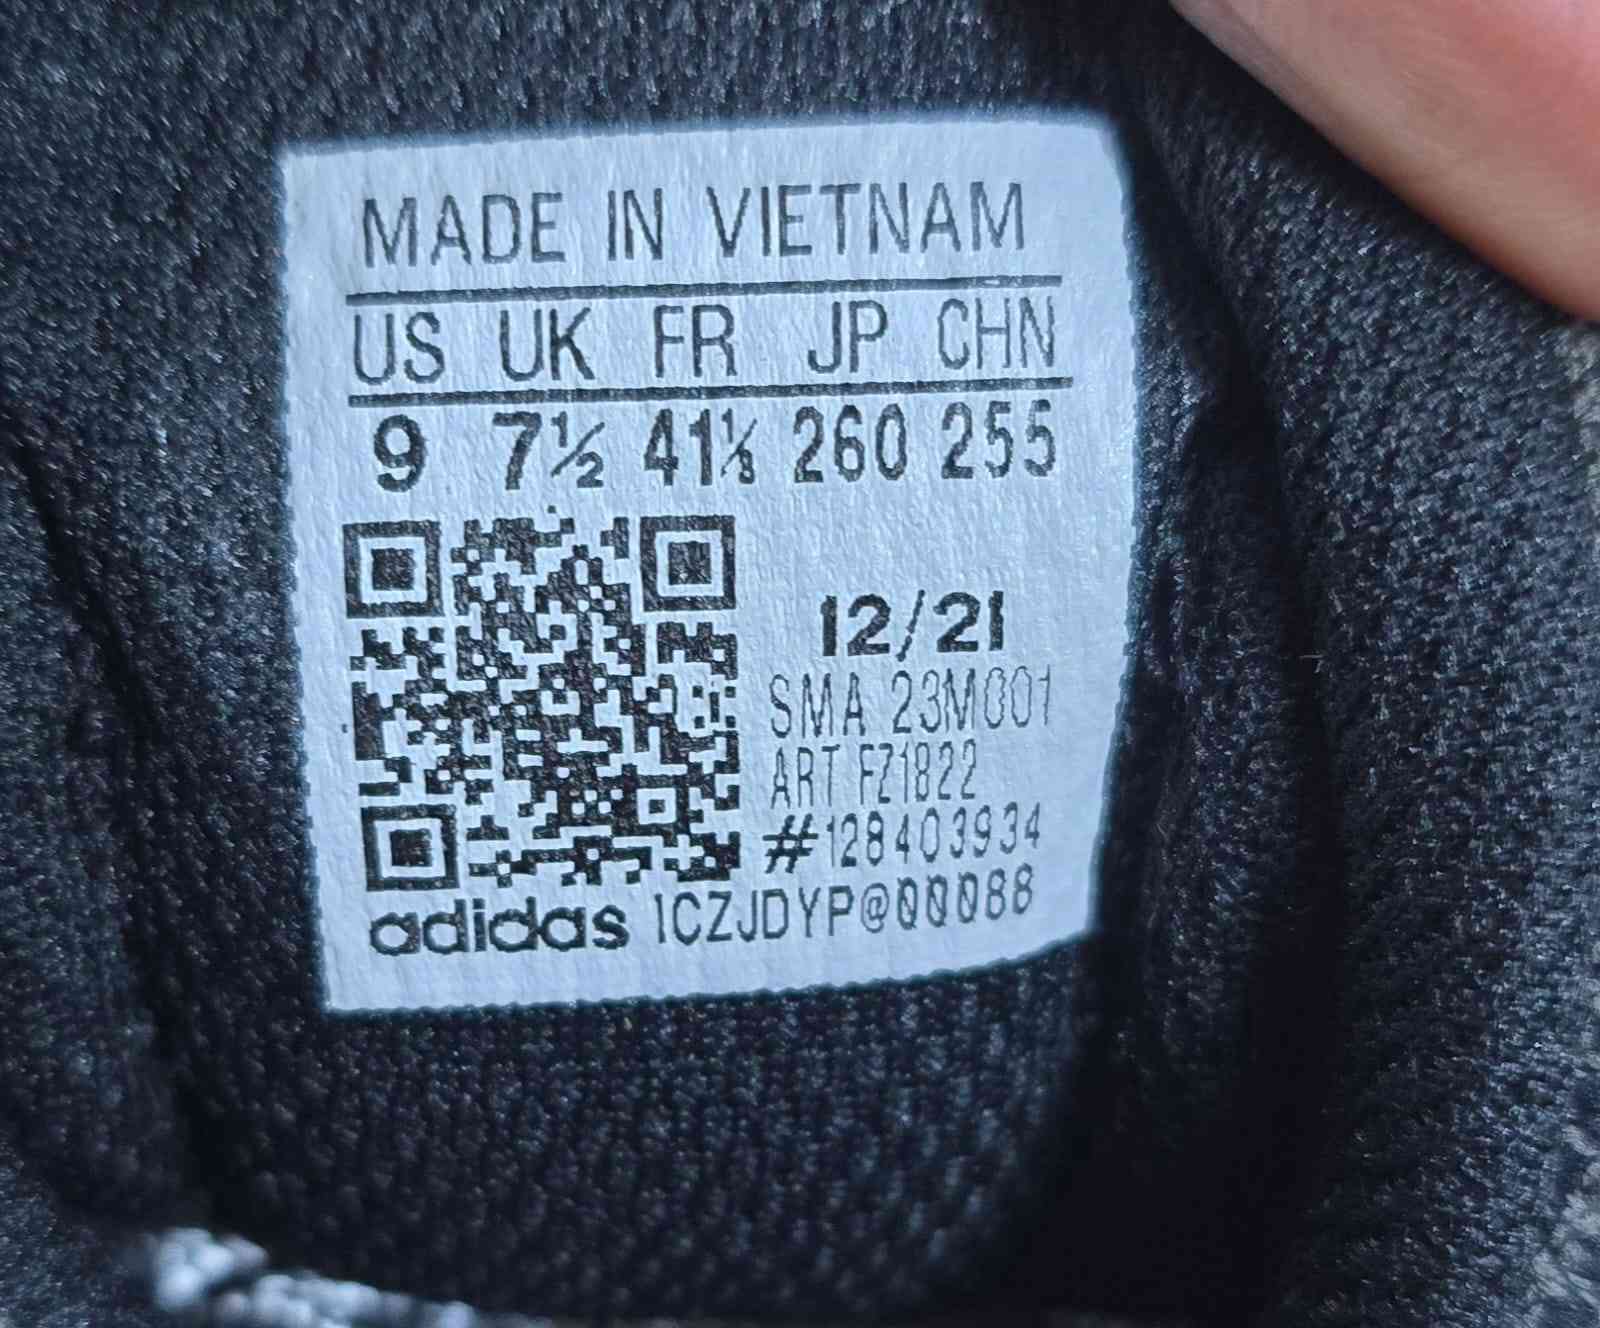 MADE IN VIETNAM
US UK FR JP CHN
9 7½ 41⅓ 260 255
12/21
SMA 23M001
ART FZ1822
#128403934
adidas 1CZJDYP@00088